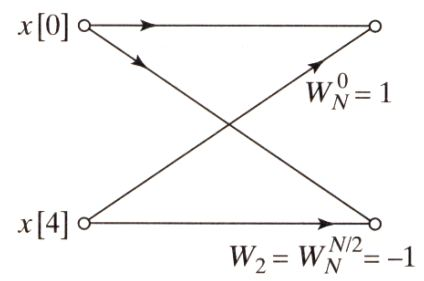 x[0]
W_N^0 = 1
x[4]
W_2 = W_N^{N/2} = -1